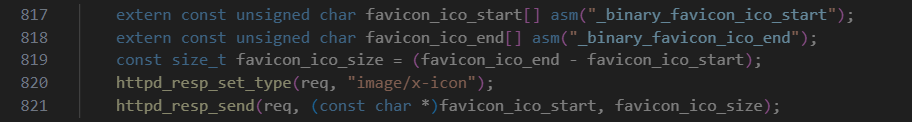 817 extern const unsigned char favicon_ico_start[] asm("_binary_favicon_ico_start");
818 extern const unsigned char favicon_ico_end[] asm("_binary_favicon_ico_end");
819 const size_t favicon_ico_size = (favicon_ico_end - favicon_ico_start);
820 httpd_resp_set_type(req, "image/x-icon");
821 httpd_resp_send(req, (const char *)favicon_ico_start, favicon_ico_size);